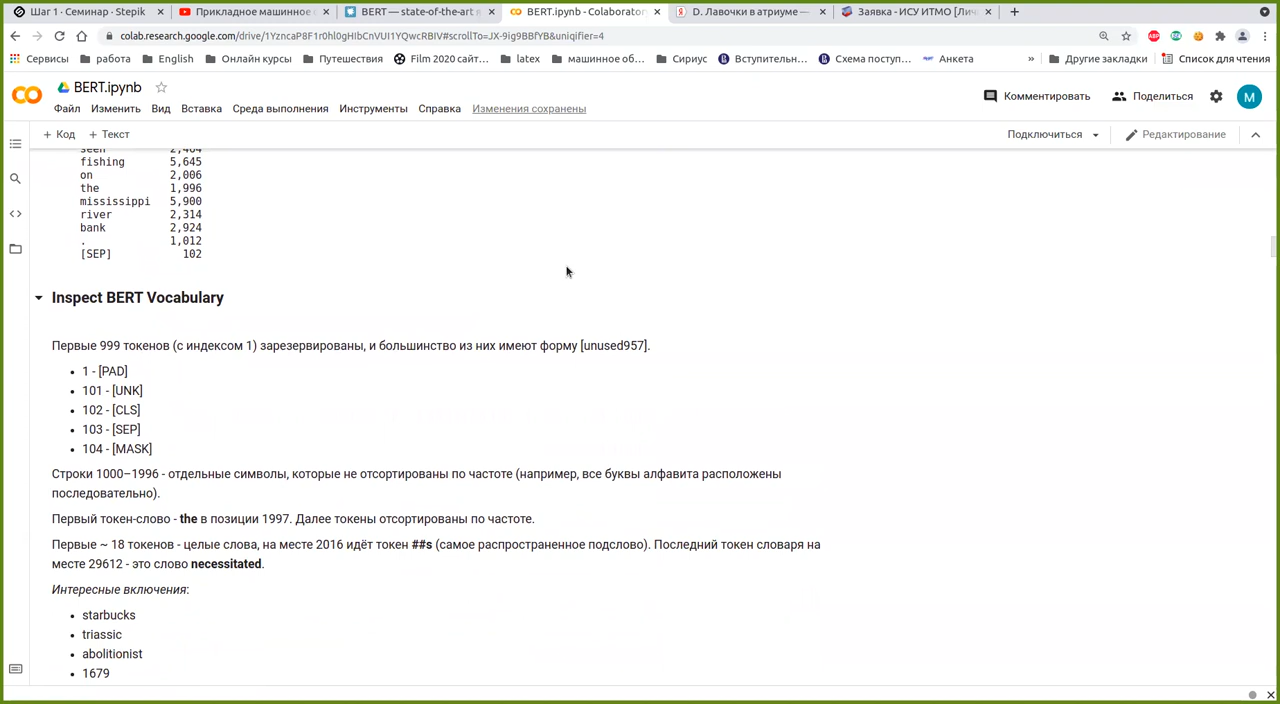 Шаг 1 · Семинар · Stepik
Прикладное машинное
BERT — state-of-the-art
BERT.ipynb - Colaborator
D. Лавочки в атриуме —
Заявка - ИСУ ИТМО [Лич
colab.research.google.com/drive/1YzncaP8F1r0hl0gHIbCnVUI1YQwcRBIV#scrollTo=JX-9ig9BBfYB&uniqifier=4
Сервисы
работа
English
Онлайн курсы
Путешествия
Film 2020 сайт...
latex
машинное об...
Сириус
Вступительн...
Схема поступ...
Анкета
»
Другие закладки
Список для чтения
BERT.ipynb
Файл Изменить Вид Вставка Среда выполнения Инструменты Справка Изменения сохранены
Комментировать
Поделиться
M
+ Код + Текст
Подключиться
Редактирование
seen 2,464
fishing 5,645
on 2,006
the 1,996
mississippi 5,900
river 2,314
bank 2,924
. 1,012
[SEP] 102
Inspect BERT Vocabulary
Первые 999 токенов (с индексом 1) зарезервированы, и большинство из них имеют форму [unused957].
• 1 - [PAD]
• 101 - [UNK]
• 102 - [CLS]
• 103 - [SEP]
• 104 - [MASK]
Строки 1000–1996 - отдельные символы, которые не отсортированы по частоте (например, все буквы алфавита расположены
последовательно).
Первый токен-слово - the в позиции 1997. Далее токены отсортированы по частоте.
Первые ~ 18 токенов - целые слова, на месте 2016 идёт токен ##s (самое распространенное подслово). Последний токен словаря на
месте 29612 - это слово necessitated.
Интересные включения:
• starbucks
• triassic
• abolitionist
• 1679